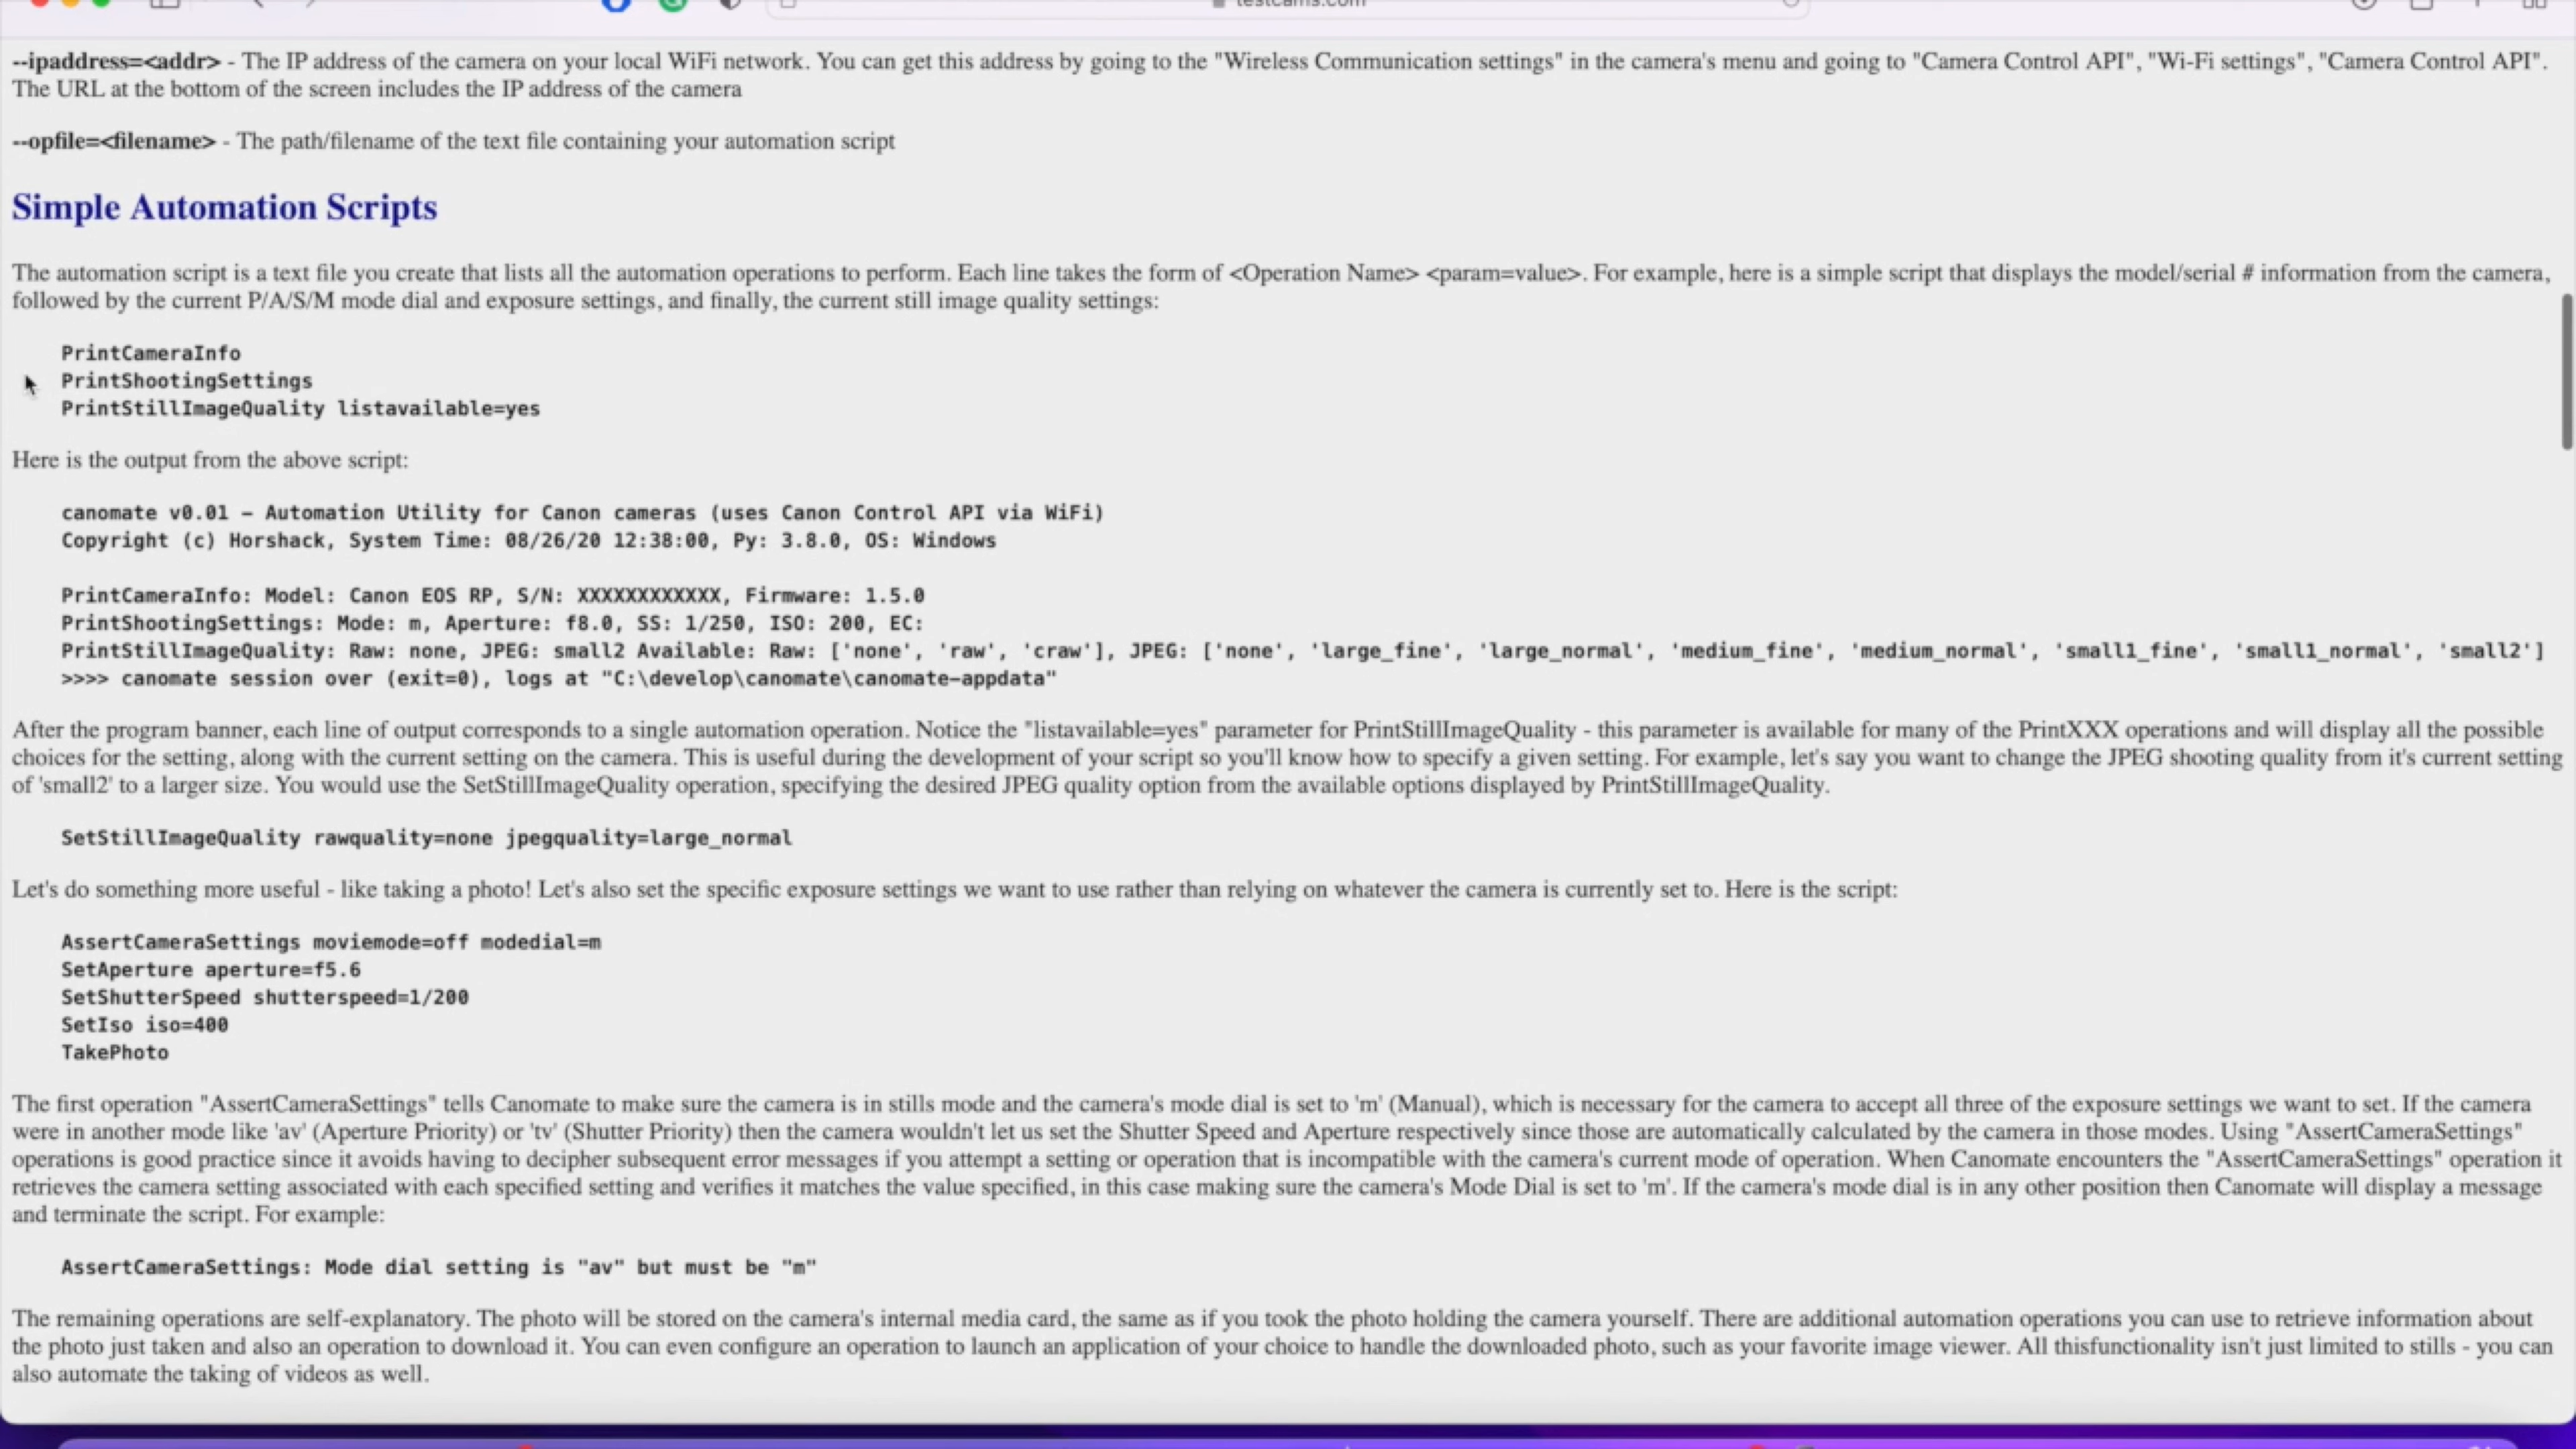 testcams.com
--ipaddress=<addr> - The IP address of the camera on your local WiFi network. You can get this address by going to the "Wireless Communication settings" in the camera's menu and going to "Camera Control API", "Wi-Fi settings", "Camera Control API".
The URL at the bottom of the screen includes the IP address of the camera
--opfile=<filename> - The path/filename of the text file containing your automation script
Simple Automation Scripts
The automation script is a text file you create that lists all the automation operations to perform. Each line takes the form of <Operation Name> <param=value>. For example, here is a simple script that displays the model/serial # information from the camera,
followed by the current P/A/S/M mode dial and exposure settings, and finally, the current still image quality settings:
PrintCameraInfo
PrintShootingSettings
PrintStillImageQuality listavailable=yes
Here is the output from the above script:
canomate v0.01 – Automation Utility for Canon cameras (uses Canon Control API via WiFi)
Copyright (c) Horshack, System Time: 08/26/20 12:38:00, Py: 3.8.0, OS: Windows
PrintCameraInfo: Model: Canon EOS RP, S/N: XXXXXXXXXXXX, Firmware: 1.5.0
PrintShootingSettings: Mode: m, Aperture: f8.0, SS: 1/250, ISO: 200, EC:
PrintStillImageQuality: Raw: none, JPEG: small2 Available: Raw: ['none', 'raw', 'craw'], JPEG: ['none', 'large_fine', 'large_normal', 'medium_fine', 'medium_normal', 'small1_fine', 'small1_normal', 'small2']
>>>> canomate session over (exit=0), logs at "C:\develop\canomate\canomate-appdata"
After the program banner, each line of output corresponds to a single automation operation. Notice the "listavailable=yes" parameter for PrintStillImageQuality - this parameter is available for many of the PrintXXX operations and will display all the possible
choices for the setting, along with the current setting on the camera. This is useful during the development of your script so you'll know how to specify a given setting. For example, let's say you want to change the JPEG shooting quality from it's current setting
of 'small2' to a larger size. You would use the SetStillImageQuality operation, specifying the desired JPEG quality option from the available options displayed by PrintStillImageQuality.
SetStillImageQuality rawquality=none jpegquality=large_normal
Let's do something more useful - like taking a photo! Let's also set the specific exposure settings we want to use rather than relying on whatever the camera is currently set to. Here is the script:
AssertCameraSettings moviemode=off modedial=m
SetAperture aperture=f5.6
SetShutterSpeed shutterspeed=1/200
SetIso iso=400
TakePhoto
The first operation "AssertCameraSettings" tells Canomate to make sure the camera is in stills mode and the camera's mode dial is set to 'm' (Manual), which is necessary for the camera to accept all three of the exposure settings we want to set. If the camera
were in another mode like 'av' (Aperture Priority) or 'tv' (Shutter Priority) then the camera wouldn't let us set the Shutter Speed and Aperture respectively since those are automatically calculated by the camera in those modes. Using "AssertCameraSettings"
operations is good practice since it avoids having to decipher subsequent error messages if you attempt a setting or operation that is incompatible with the camera's current mode of operation. When Canomate encounters the "AssertCameraSettings" operation it
retrieves the camera setting associated with each specified setting and verifies it matches the value specified, in this case making sure the camera's Mode Dial is set to 'm'. If the camera's mode dial is in any other position then Canomate will display a message
and terminate the script. For example:
AssertCameraSettings: Mode dial setting is "av" but must be "m"
The remaining operations are self-explanatory. The photo will be stored on the camera's internal media card, the same as if you took the photo holding the camera yourself. There are additional automation operations you can use to retrieve information about
the photo just taken and also an operation to download it. You can even configure an operation to launch an application of your choice to handle the downloaded photo, such as your favorite image viewer. All thisfunctionality isn't just limited to stills - you can
also automate the taking of videos as well.